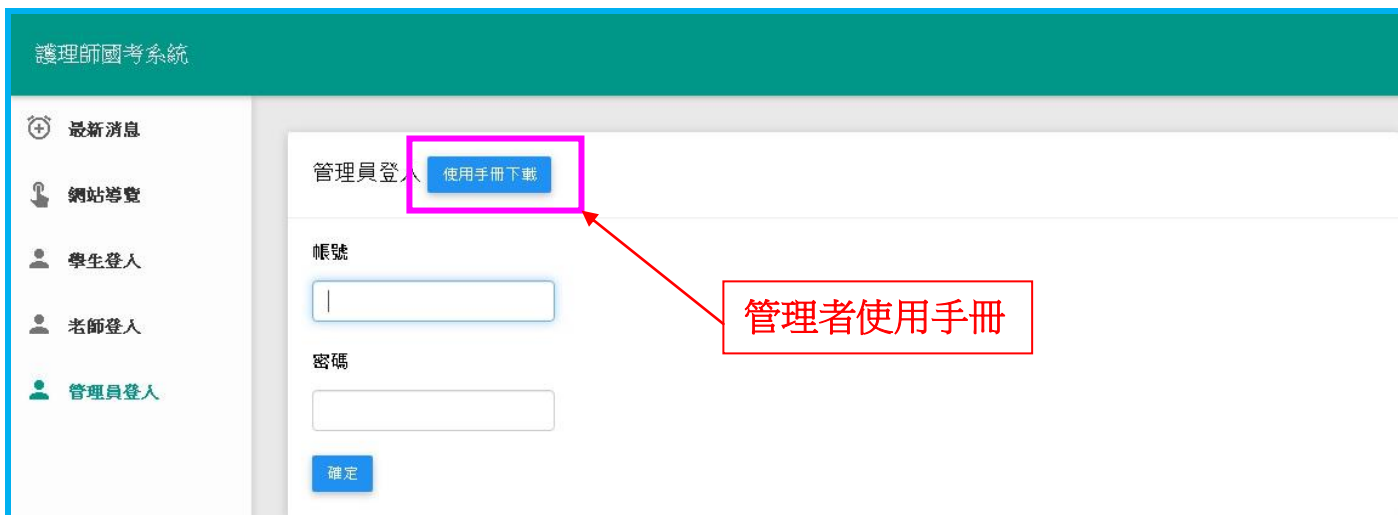 護理師國考系統
最新消息
網站導覽
學生登入
老師登入
管理員登入
管理員登入 使用手冊下載
帳號
密碼
確定
管理者使用手冊